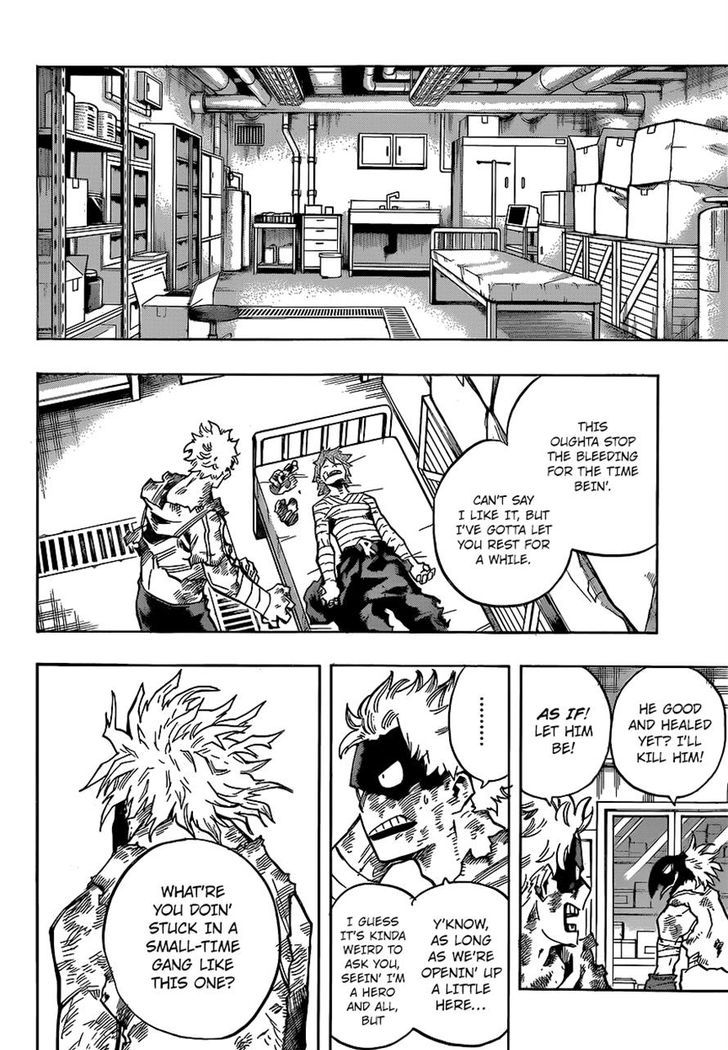 THIS
OUGHTA STOP
THE BLEEDING
FOR THE TIME
BEIN'.
CAN'T SAY
I LIKE IT, BUT
I'VE GOTTA LET
YOU REST FOR
A WHILE.
HE GOOD
AND HEALED
YET? I'LL
KILL HIM!
AS IF!
LET HIM
BE!
........
Y'KNOW,
AS LONG
AS WE'RE
OPENIN' UP
A LITTLE
HERE...
I GUESS
IT'S KINDA
WEIRD TO
ASK YOU,
SEEIN' I'M
A HERO
AND ALL,
BUT
WHAT'RE
YOU DOIN'
STUCK IN A
SMALL-TIME
GANG LIKE
THIS ONE?